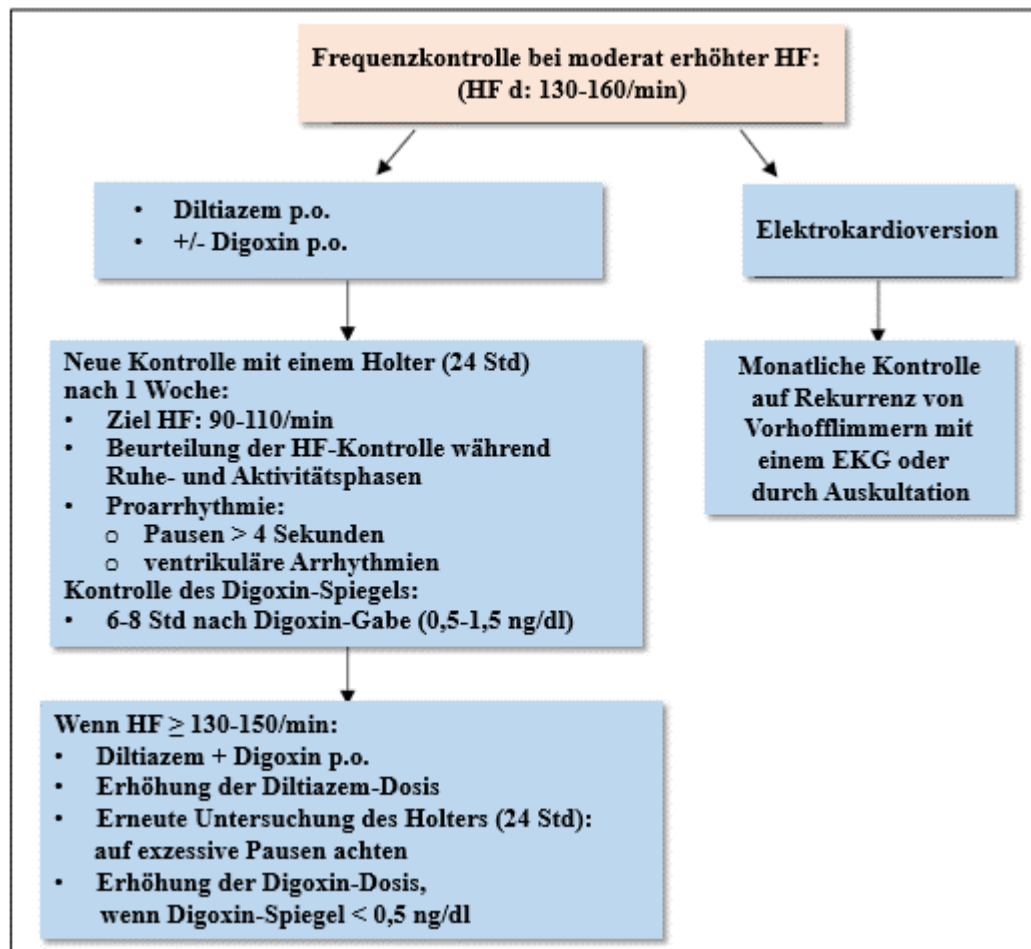 Frequenzkontrolle bei moderat erhöhter HF:
(HF d: 130-160/min)
• Diltiazem p.o.
• +/- Digoxin p.o.
Elektrokardioversion
Neue Kontrolle mit einem Holter (24 Std)
nach 1 Woche:
• Ziel HF: 90-110/min
• Beurteilung der HF-Kontrolle während
Ruhe- und Aktivitätsphasen
• Proarrhythmie:
o Pausen > 4 Sekunden
o ventrikuläre Arrhythmien
Kontrolle des Digoxin-Spiegels:
• 6-8 Std nach Digoxin-Gabe (0,5-1,5 ng/dl)
Monatliche Kontrolle
auf Rekurrenz von
Vorhofflimmern mit
einem EKG oder
durch Auskultation
Wenn HF ≥ 130-150/min:
• Diltiazem + Digoxin p.o.
• Erhöhung der Diltiazem-Dosis
• Erneute Untersuchung des Holters (24 Std):
auf exzessive Pausen achten
• Erhöhung der Digoxin-Dosis,
wenn Digoxin-Spiegel < 0,5 ng/dl